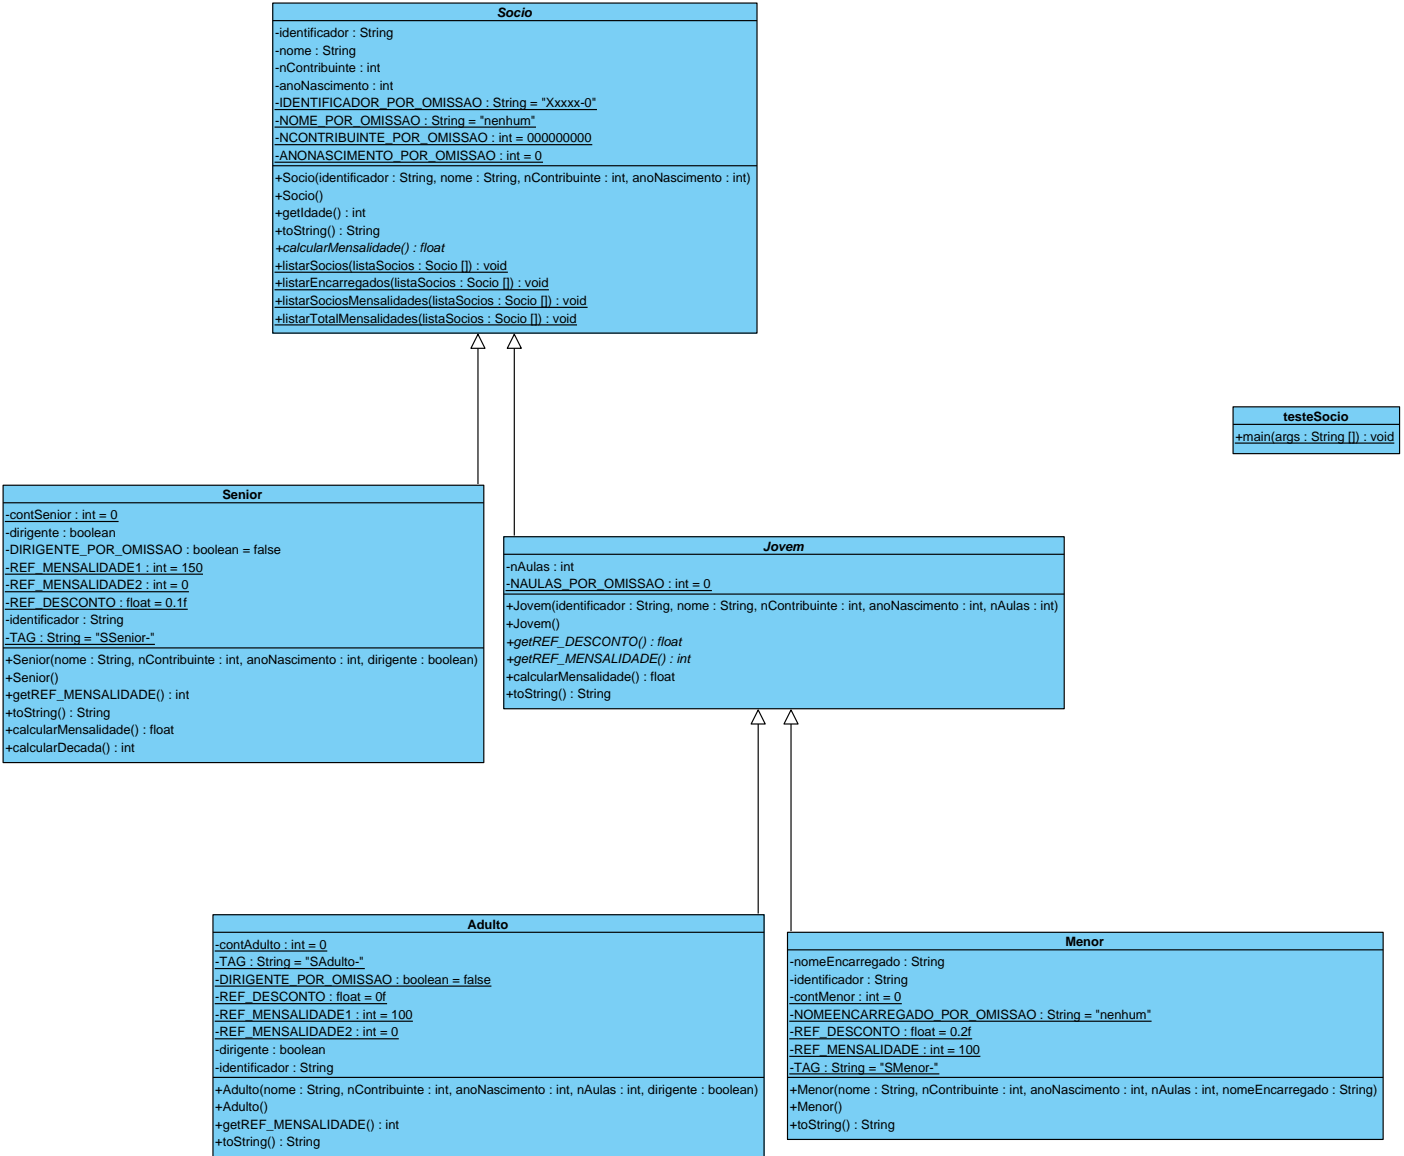 Socio
-identificador : String
-nome : String
-nContribuinte : int
-anoNascimento : int
-IDENTIFICADOR_POR_OMISSAO : String = "Xxxxx-0"
-NOME_POR_OMISSAO : String = "nenhum"
-NCONTRIBUINTE_POR_OMISSAO : int = 000000000
-ANONASCIMENTO_POR_OMISSAO : int = 0
+Socio(identificador : String, nome : String, nContribuinte : int, anoNascimento : int)
+Socio()
+getIdade() : int
+toString() : String
+calcularMensalidade() : float
+listarSocios(listaSocios : Socio []) : void
+listarEncarregados(listaSocios : Socio []) : void
+listarSociosMensalidades(listaSocios : Socio []) : void
+listarTotalMensalidades(listaSocios : Socio []) : void
testeSocio
+main(args : String []) : void
Senior
-contSenior : int = 0
-dirigente : boolean
-DIRIGENTE_POR_OMISSAO : boolean = false
-REF_MENSALIDADE1 : int = 150
-REF_MENSALIDADE2 : int = 0
-REF_DESCONTO : float = 0.1f
-identificador : String
-TAG : String = "SSenior-"
+Senior(nome : String, nContribuinte : int, anoNascimento : int, dirigente : boolean)
+Senior()
+getREF_MENSALIDADE() : int
+toString() : String
+calcularMensalidade() : float
+calcularDecada() : int
Jovem
-nAulas : int
-NAULAS_POR_OMISSAO : int = 0
+Jovem(identificador : String, nome : String, nContribuinte : int, anoNascimento : int, nAulas : int)
+Jovem()
+getREF_DESCONTO() : float
+getREF_MENSALIDADE() : int
+calcularMensalidade() : float
+toString() : String
Adulto
-contAdulto : int = 0
-TAG : String = "SAdulto-"
-DIRIGENTE_POR_OMISSAO : boolean = false
-REF_DESCONTO : float = 0f
-REF_MENSALIDADE1 : int = 100
-REF_MENSALIDADE2 : int = 0
-dirigente : boolean
-identificador : String
+Adulto(nome : String, nContribuinte : int, anoNascimento : int, nAulas : int, dirigente : boolean)
+Adulto()
+getREF_MENSALIDADE() : int
+toString() : String
Menor
-nomeEncarregado : String
-identificador : String
-contMenor : int = 0
-NOMEENCARREGADO_POR_OMISSAO : String = "nenhum"
-REF_DESCONTO : float = 0.2f
-REF_MENSALIDADE : int = 100
-TAG : String = "SMenor-"
+Menor(nome : String, nContribuinte : int, anoNascimento : int, nAulas : int, nomeEncarregado : String)
+Menor()
+toString() : String